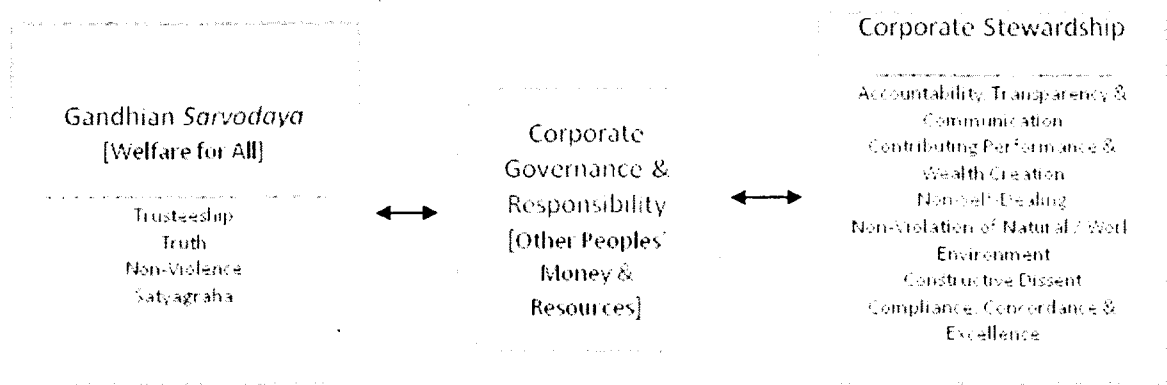 Gandhian Sarvodaya
[Welfare for All]
Trusteeship
Truth
Non-Violence
Satyagraha
Corporate
Governance &
Responsibility
[Other Peoples'
Money &
Resources]
Corporate Stewardship
Accountability, Transparency &
Communication
Contributing Performance &
Wealth Creation
Non-Self-Dealing
Non-Violation of Natural / Work
Environment
Constructive Dissent
Compliance, Concordance &
Excellence